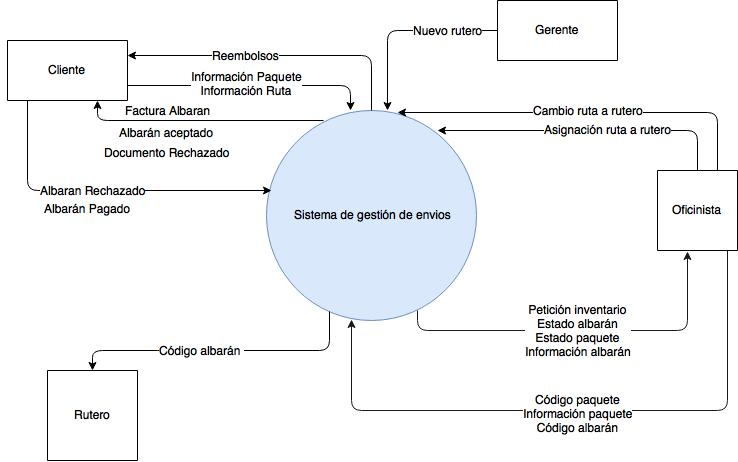 Nuevo rutero
Gerente
Cliente
Reembolsos
Información Paquete
Información Ruta
Factura Albaran
Albarán aceptado
Documento Rechazado
Cambio ruta a rutero
Asignación ruta a rutero
Albaran Rechazado
Albarán Pagado
Sistema de gestión de envios
Oficinista
Petición inventario
Estado albarán
Estado paquete
Información albarán
Código albarán
Rutero
Código paquete
Información paquete
Código albarán